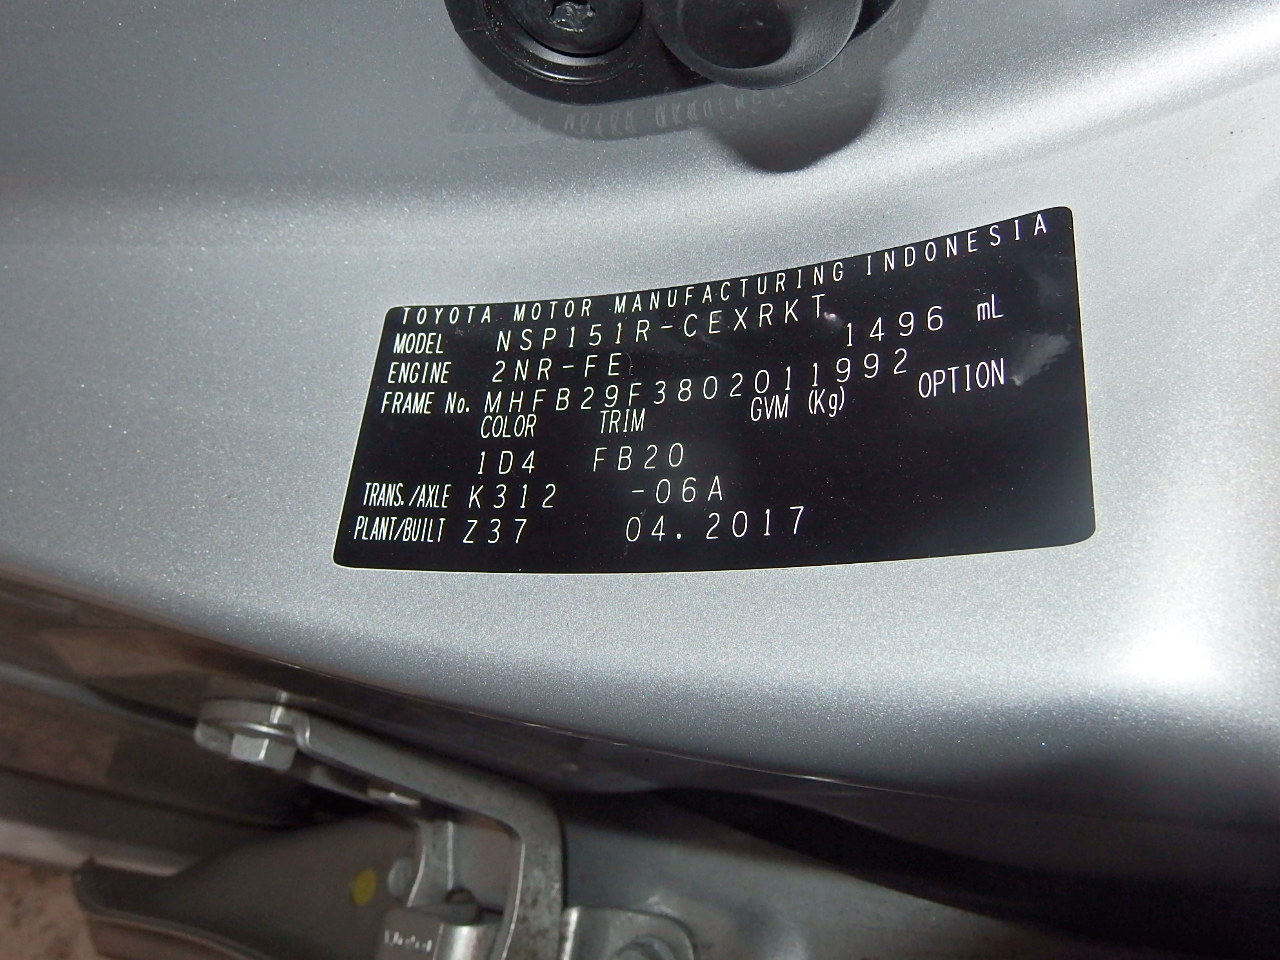 TOYOTA MOTOR MANUFACTURING INDONESIA
MODEL NSP151R-CEXRKT
ENGINE 2NR-FE 1496 mL
FRAME No. MHFB29F3802011992
COLOR TRIM GVM (Kg) OPTION
1D4 FB20
TRANS./AXLE K312 -06A
PLANT/BUILT Z37 04.2017